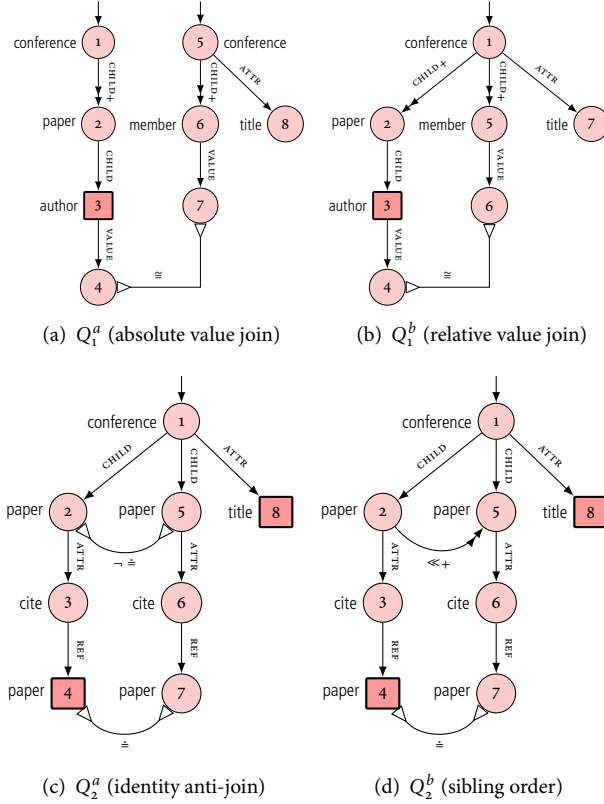 conference 1 5 conference
CHILD+ CHILD+ ATTR
paper 2 member 6 title 8
CHILD VALUE
author 3 7
VALUE
4 ≅
(a) Q₁ᵃ (absolute value join)
conference 1
CHILD+ CHILD+ ATTR
paper 2 member 5 title 7
CHILD VALUE
author 3 6
VALUE
4 ≅
(b) Q₁ᵇ (relative value join)
conference 1
CHILD CHILD ATTR
paper 2 paper 5 title 8
¬ ≐
ATTR ATTR
cite 3 cite 6
REF REF
paper 4 paper 7
≐
(c) Q₂ᵃ (identity anti-join)
conference 1
CHILD CHILD ATTR
paper 2 paper 5 title 8
≪+
ATTR ATTR
cite 3 cite 6
REF REF
paper 4 paper 7
≐
(d) Q₂ᵇ (sibling order)